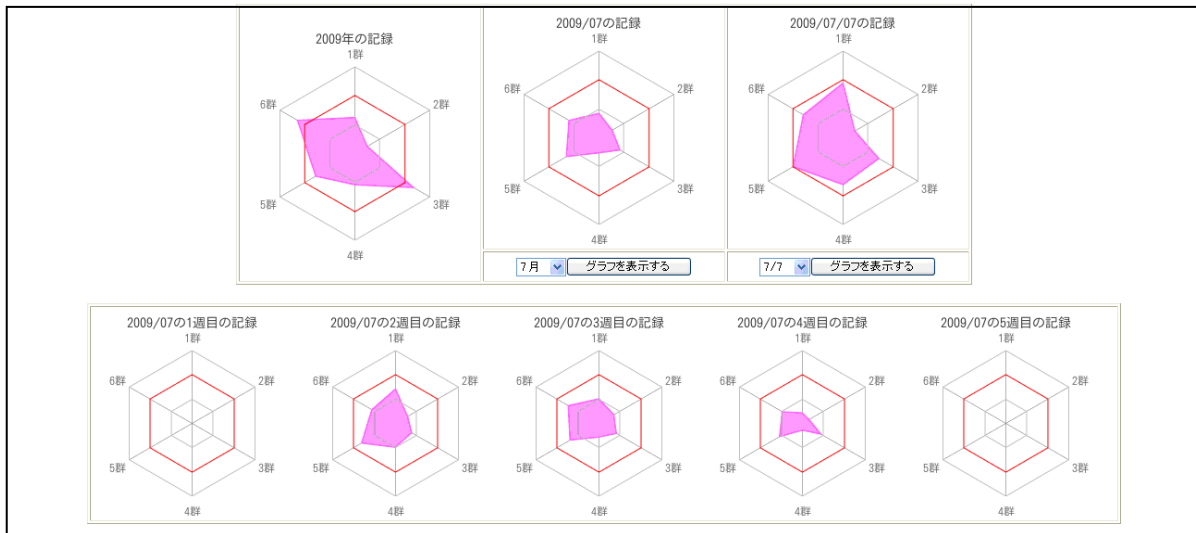 2009年の記録
1群
2群
3群
4群
5群
6群
2009/07の記録
1群
2群
3群
4群
5群
6群
7月
グラフを表示する
2009/07/07の記録
1群
2群
3群
4群
5群
6群
7/7
グラフを表示する
2009/07の1週目の記録
1群
2群
3群
4群
5群
6群
2009/07の2週目の記録
1群
2群
3群
4群
5群
6群
2009/07の3週目の記録
1群
2群
3群
4群
5群
6群
2009/07の4週目の記録
1群
2群
3群
4群
5群
6群
2009/07の5週目の記録
1群
2群
3群
4群
5群
6群